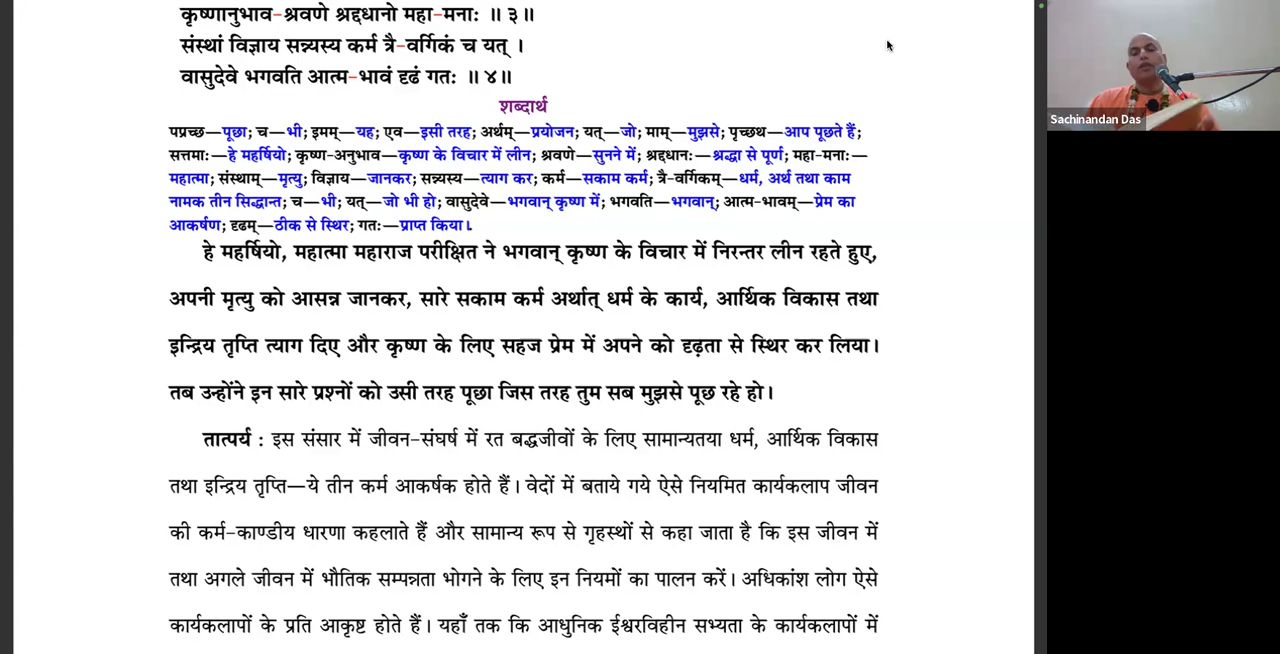 कृष्णानुभाव-श्रवणे श्रद्दधानो महा-मनाः ॥ ३॥
संस्थां विज्ञाय सन्न्यस्य कर्म त्रै-वर्गिकं च यत् ।
वासुदेवे भगवति आत्म-भावं दृढं गतः ॥ ४॥
शब्दार्थ
पप्रच्छ—पूछा; च—भी; इमम्—यह; एव—इसी तरह; अर्थम्—प्रयोजन; यत्—जो; माम्—मुझसे; पृच्छथ—आप पूछते हैं;
सत्तमाः—हे महर्षियो; कृष्ण-अनुभाव—कृष्ण के विचार में लीन; श्रवणे—सुनने में; श्रद्दधानः—श्रद्धा से पूर्ण; महा-मनाः—
महात्मा; संस्थाम्—मृत्यु; विज्ञाय—जानकर; सन्न्यस्य—त्याग कर; कर्म—सकाम कर्म; त्रै-वर्गिकम्—धर्म, अर्थ तथा काम
नामक तीन सिद्धान्त; च—भी; यत्—जो भी हो; वासुदेवे—भगवान् कृष्ण में; भगवति—भगवान्; आत्म-भावम्—प्रेम का
आकर्षण; दृढम्—ठीक से स्थिर; गतः—प्राप्त किया।
हे महर्षियो, महात्मा महाराज परीक्षित ने भगवान् कृष्ण के विचार में निरन्तर लीन रहते हुए,
अपनी मृत्यु को आसन्न जानकर, सारे सकाम कर्म अर्थात् धर्म के कार्य, आर्थिक विकास तथा
इन्द्रिय तृप्ति त्याग दिए और कृष्ण के लिए सहज प्रेम में अपने को दृढ़ता से स्थिर कर लिया।
तब उन्होंने इन सारे प्रश्नों को उसी तरह पूछा जिस तरह तुम सब मुझसे पूछ रहे हो।
तात्पर्य : इस संसार में जीवन-संघर्ष में रत बद्धजीवों के लिए सामान्यतया धर्म, आर्थिक विकास
तथा इन्द्रिय तृप्ति—ये तीन कर्म आकर्षक होते हैं। वेदों में बताये गये ऐसे नियमित कार्यकलाप जीवन
की कर्म-काण्डीय धारणा कहलाते हैं और सामान्य रूप से गृहस्थों से कहा जाता है कि इस जीवन में
तथा अगले जीवन में भौतिक सम्पन्नता भोगने के लिए इन नियमों का पालन करें। अधिकांश लोग ऐसे
कार्यकलापों के प्रति आकृष्ट होते हैं। यहाँ तक कि आधुनिक ईश्वरविहीन सभ्यता के कार्यकलापों में
Sachinandan Das